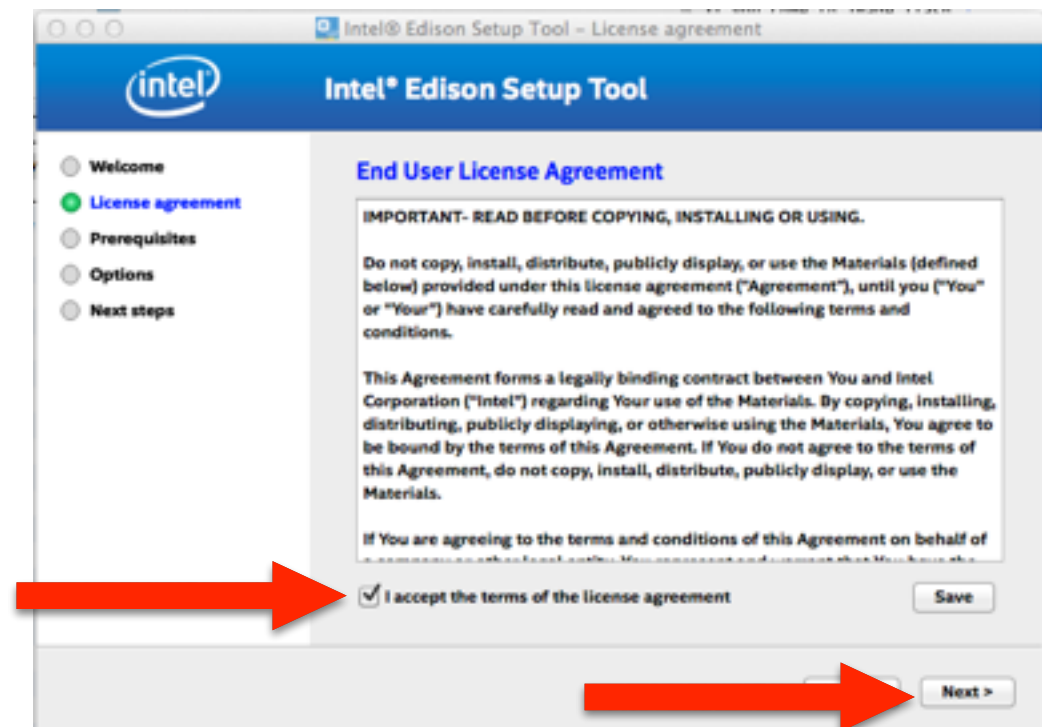 Intel® Edison Setup Tool – License agreement
intel
Intel® Edison Setup Tool
Welcome
License agreement
Prerequisites
Options
Next steps
End User License Agreement
IMPORTANT- READ BEFORE COPYING, INSTALLING OR USING.
Do not copy, install, distribute, publicly display, or use the Materials (defined
below) provided under this license agreement ("Agreement"), until you ("You"
or "Your") have carefully read and agreed to the following terms and
conditions.
This Agreement forms a legally binding contract between You and Intel
Corporation ("Intel") regarding Your use of the Materials. By copying, installing,
distributing, publicly displaying, or otherwise using the Materials, You agree to
be bound by the terms of this Agreement. If You do not agree to the terms of
this Agreement, do not copy, install, distribute, publicly display, or use the
Materials.
If You are agreeing to the terms and conditions of this Agreement on behalf of
I accept the terms of the license agreement
Save
Next >